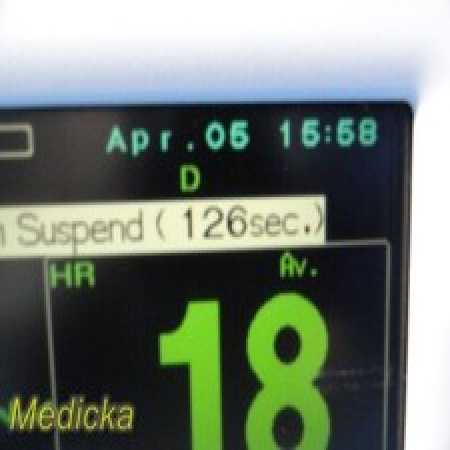 Apr.05 15:58
D
Suspend (126sec.)
HR Av.
18
Medicka